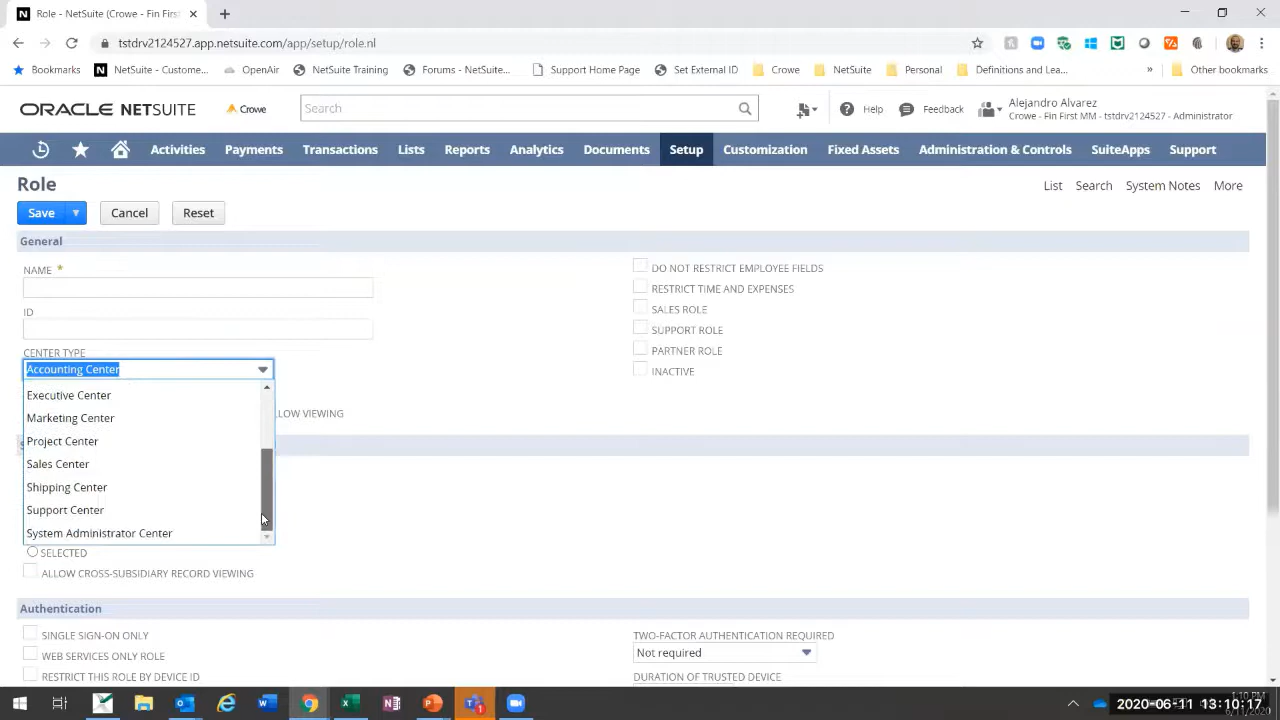 Role - NetSuite (Crowe - Fin First
tstdrv2124527.app.netsuite.com/app/setup/role.nl
Bookmarks
NetSuite - Custome...
OpenAir
NetSuite Training
Forums - NetSuite...
Support Home Page
Set External ID
Crowe
NetSuite
Personal
Definitions and Lea...
»
Other bookmarks
ORACLE NETSUITE
Crowe
Search
Help
Feedback
Alejandro Alvarez
Crowe - Fin First MM - tstdrv2124527 - Administrator
Activities
Payments
Transactions
Lists
Reports
Analytics
Documents
Setup
Customization
Fixed Assets
Administration & Controls
SuiteApps
Support
Role
List
Search
System Notes
More
Save
Cancel
Reset
General
NAME *
ID
CENTER TYPE
Accounting Center
Executive Center
Marketing Center
Project Center
Sales Center
Shipping Center
Support Center
System Administrator Center
LOW VIEWING
DO NOT RESTRICT EMPLOYEE FIELDS
RESTRICT TIME AND EXPENSES
SALES ROLE
SUPPORT ROLE
PARTNER ROLE
INACTIVE
SELECTED
ALLOW CROSS-SUBSIDIARY RECORD VIEWING
Authentication
SINGLE SIGN-ON ONLY
WEB SERVICES ONLY ROLE
RESTRICT THIS ROLE BY DEVICE ID
TWO-FACTOR AUTHENTICATION REQUIRED
Not required
DURATION OF TRUSTED DEVICE
2020-06-11 13:10:17